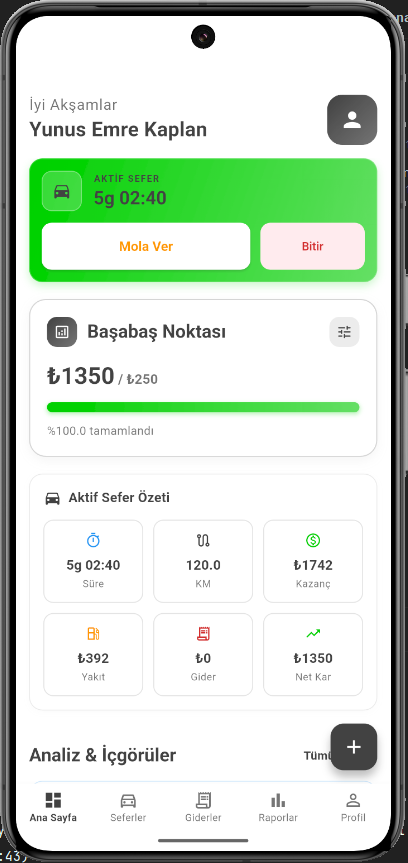 İyi Akşamlar
Yunus Emre Kaplan
AKTİF SEFER
5g 02:40
Mola Ver
Bitir
Başabaş Noktası
₺1350 / ₺250
%100.0 tamamlandı
Aktif Sefer Özeti
5g 02:40
Süre
120.0
KM
₺1742
Kazanç
₺392
Yakıt
₺0
Gider
₺1350
Net Kar
Analiz & İçgörüler
Ana Sayfa
Seferler
Giderler
Raporlar
Profil